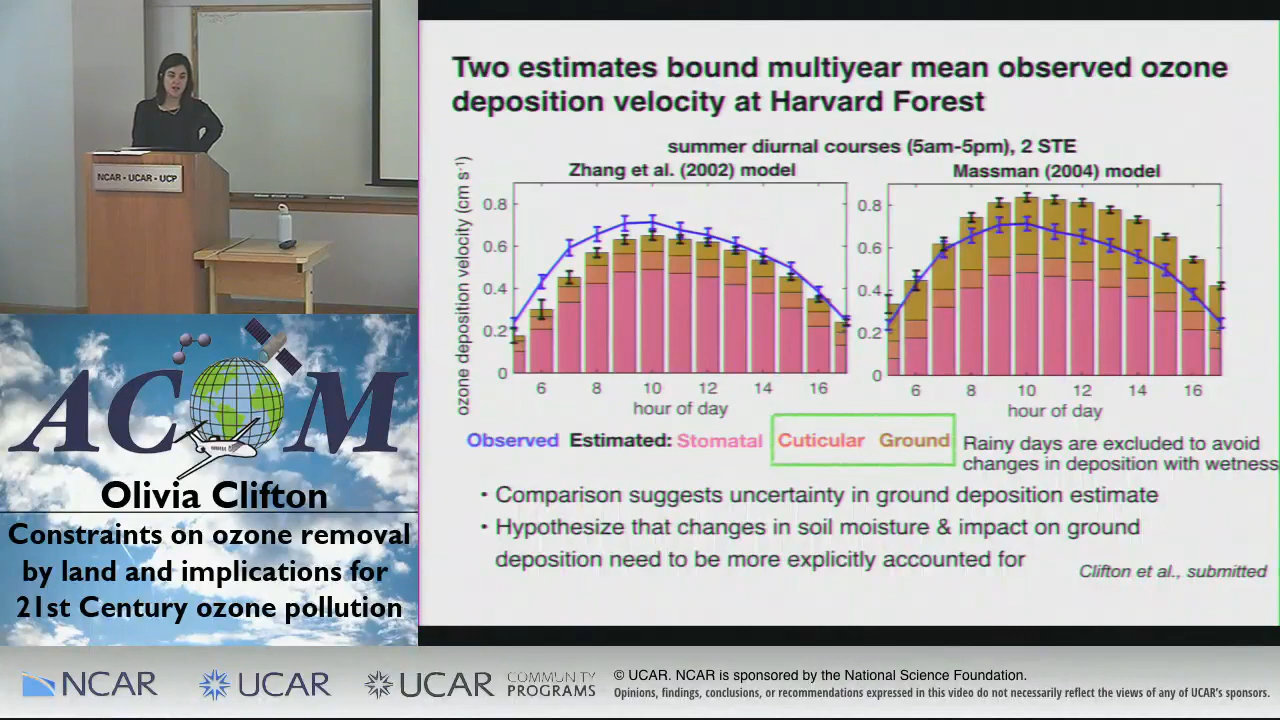 Two estimates bound multiyear mean observed ozone
deposition velocity at Harvard Forest
summer diurnal courses (5am-5pm), 2 STE
Zhang et al. (2002) model
Massman (2004) model
ozone deposition velocity (cm s⁻¹)
0.8
0.6
0.4
0.2
0
6
8
10
12
14
16
hour of day
0.8
0.6
0.4
0.2
0
6
8
10
12
14
16
hour of day
Observed Estimated: Stomatal Cuticular Ground
Rainy days are excluded to avoid
changes in deposition with wetness
• Comparison suggests uncertainty in ground deposition estimate
• Hypothesize that changes in soil moisture & impact on ground
deposition need to be more explicitly accounted for
Clifton et al., submitted
NCAR - UCAR - UCP
ACOM
Olivia Clifton
Constraints on ozone removal
by land and implications for
21st Century ozone pollution
NCAR
UCAR
UCAR
COMMUNITY
PROGRAMS
© UCAR. NCAR is sponsored by the National Science Foundation.
Opinions, findings, conclusions, or recommendations expressed in this video do not necessarily reflect the views of any of UCAR's sponsors.